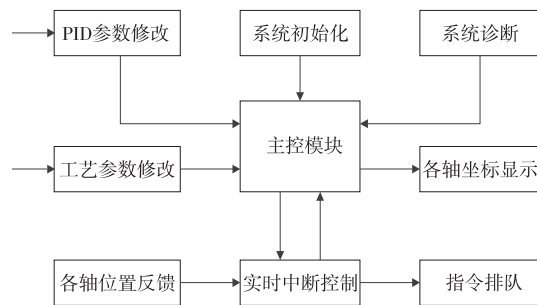 PID参数修改
系统初始化
系统诊断
主控模块
工艺参数修改
各轴坐标显示
各轴位置反馈
实时中断控制
指令排队